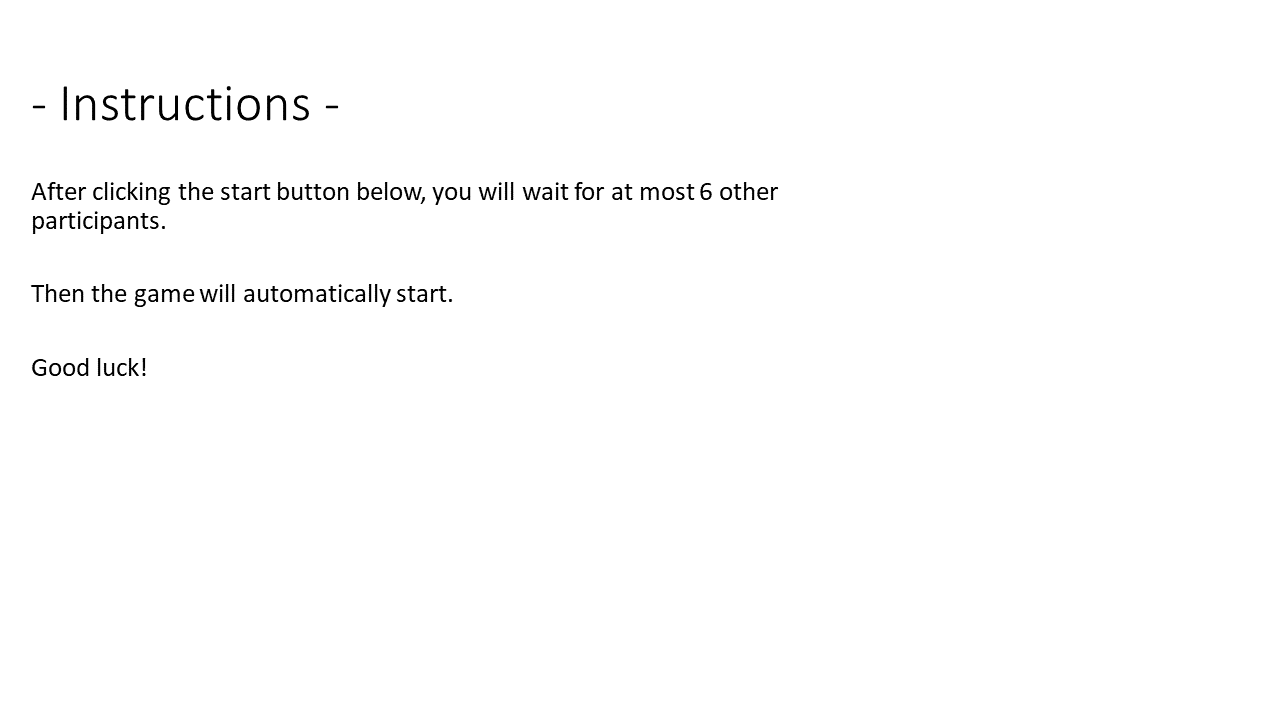 - Instructions -
After clicking the start button below, you will wait for at most 6 other
participants.
Then the game will automatically start.
Good luck!